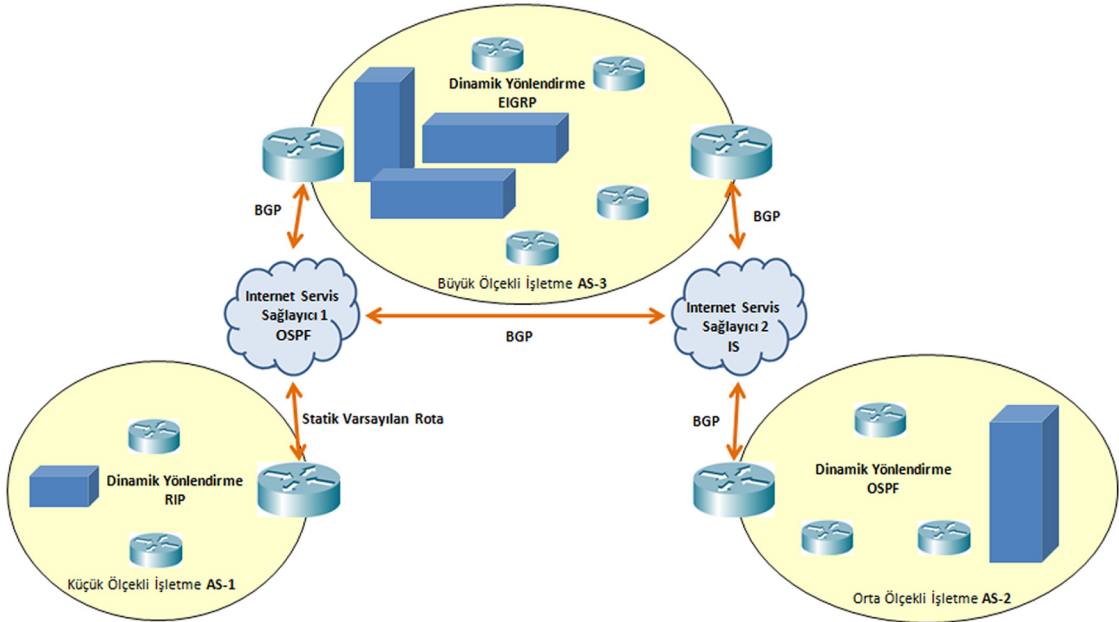 Dinamik Yönlendirme
EIGRP
BGP
BGP
Büyük Ölçekli İşletme AS-3
Internet Servis
Sağlayıcı 1
OSPF
BGP
Internet Servis
Sağlayıcı 2
IS
Statik Varsayılan Rota
BGP
Dinamik Yönlendirme
RIP
Küçük Ölçekli İşletme AS-1
Dinamik Yönlendirme
OSPF
Orta Ölçekli İşletme AS-2